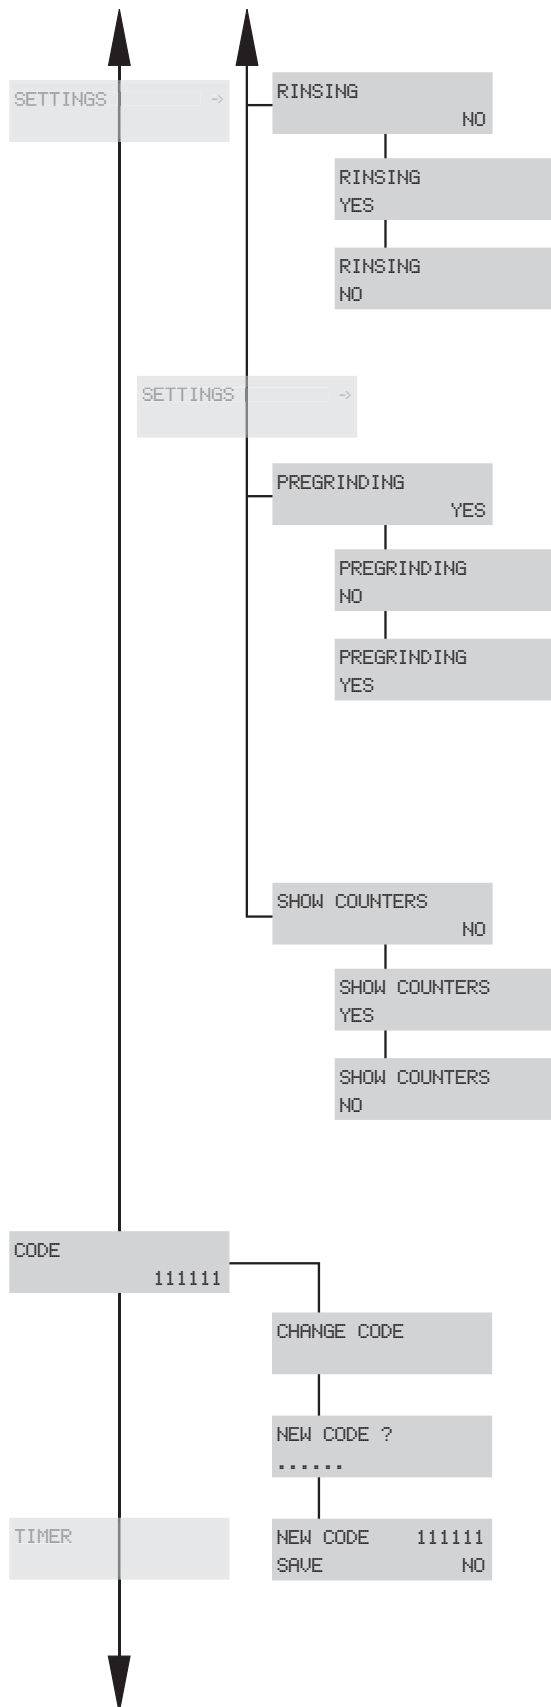 SETTINGS ->
RINSING
NO
RINSING
YES
RINSING
NO
SETTINGS ->
PREGRINDING
YES
PREGRINDING
NO
PREGRINDING
YES
SHOW COUNTERS
NO
SHOW COUNTERS
YES
SHOW COUNTERS
NO
CODE
111111
CHANGE CODE
NEW CODE ?
......
TIMER
NEW CODE 111111
SAVE NO